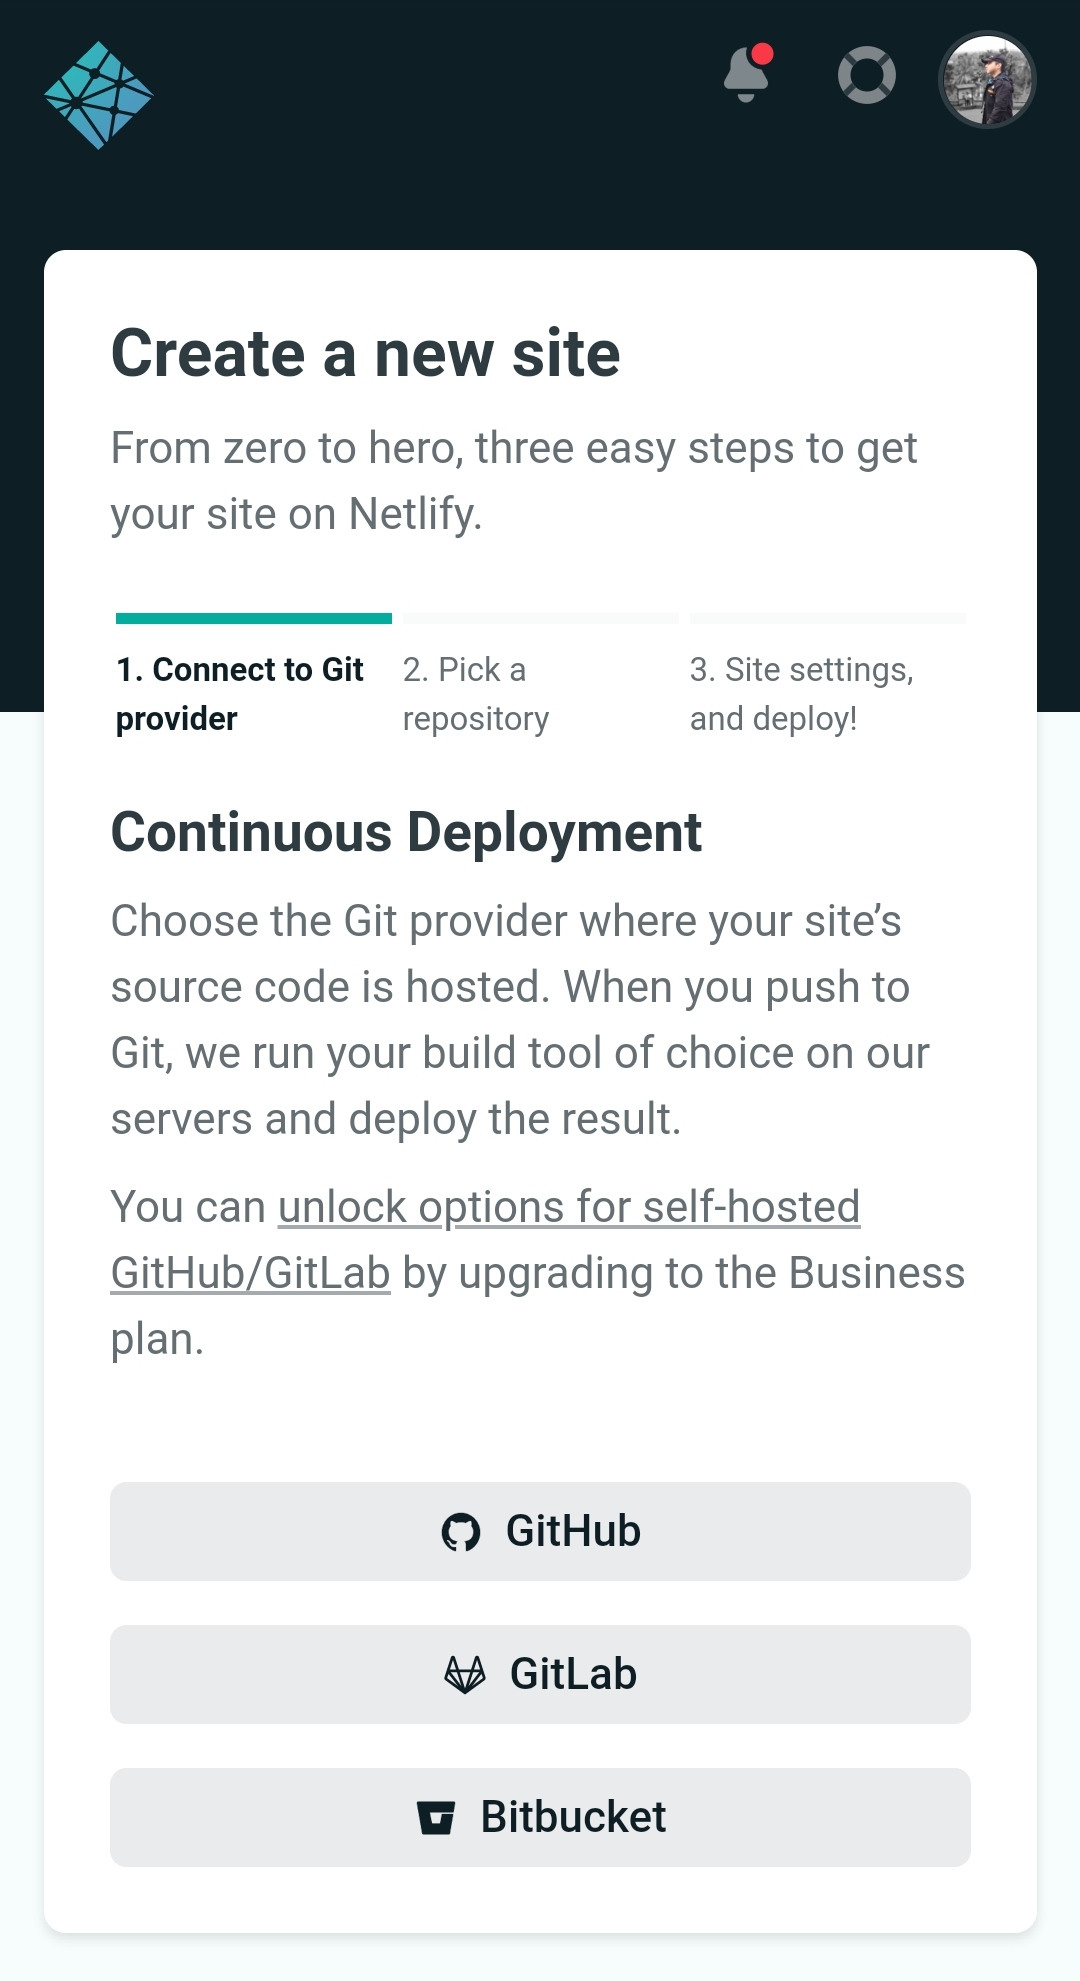 Create a new site
From zero to hero, three easy steps to get
your site on Netlify.
1. Connect to Git
provider
2. Pick a
repository
3. Site settings,
and deploy!
Continuous Deployment
Choose the Git provider where your site’s
source code is hosted. When you push to
Git, we run your build tool of choice on our
servers and deploy the result.
You can unlock options for self-hosted
GitHub/GitLab by upgrading to the Business
plan.
GitHub
GitLab
Bitbucket